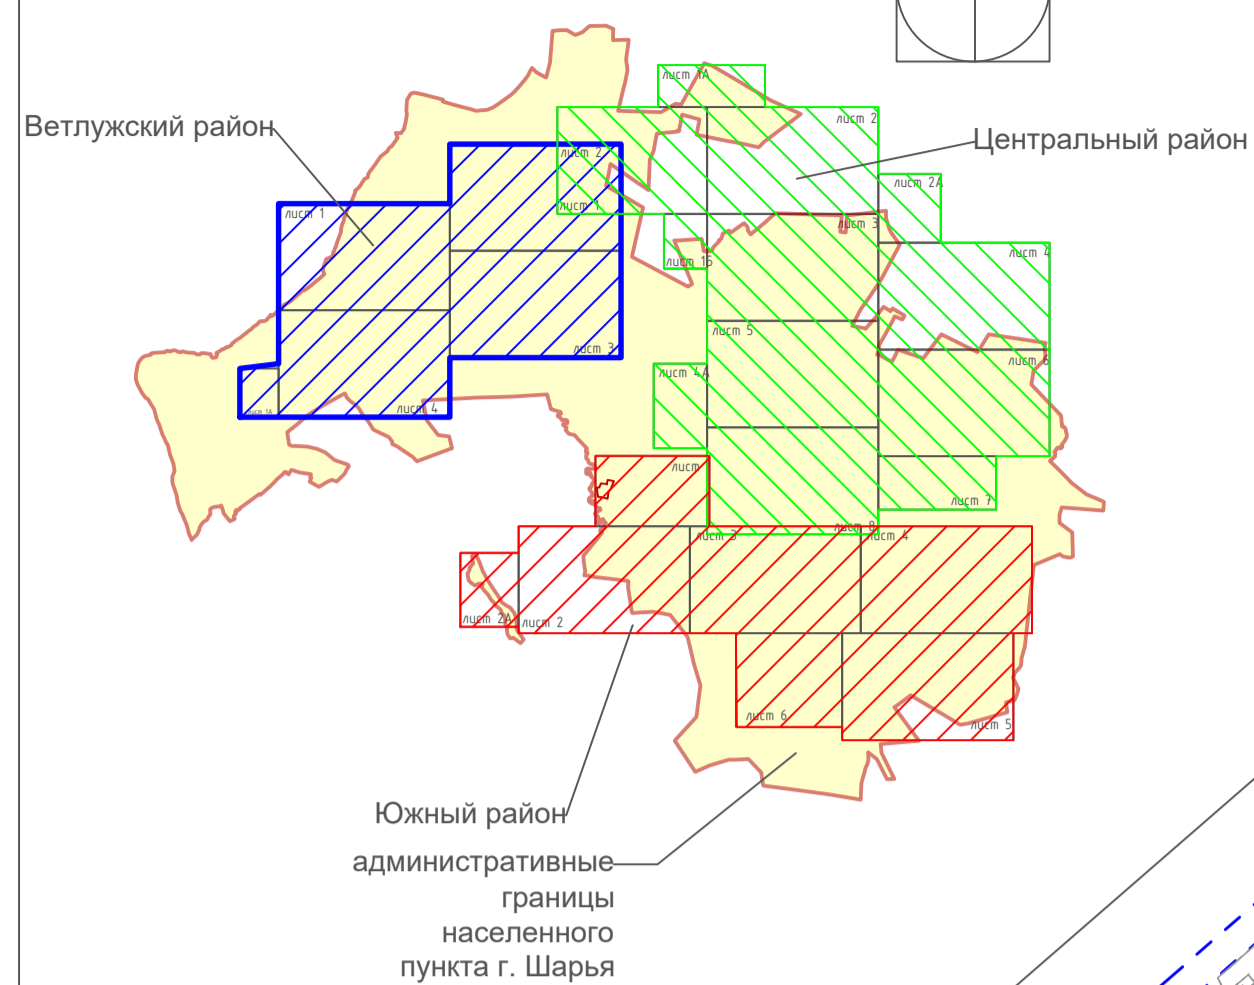 лист 1А
лист 2
Ветлужский район
Центральный район
лист 2
лист 2А
лист 1
лист 1
лист 3
лист 4
лист 1Б
лист 5
лист 3
лист 6
лист 4А
лист 1А
лист 4
лист
лист 7
лист 8
лист 3
лист 4
лист 2А
лист 2
лист 6
лист 5
Южный район
административные
границы
населенного
пункта г. Шарья